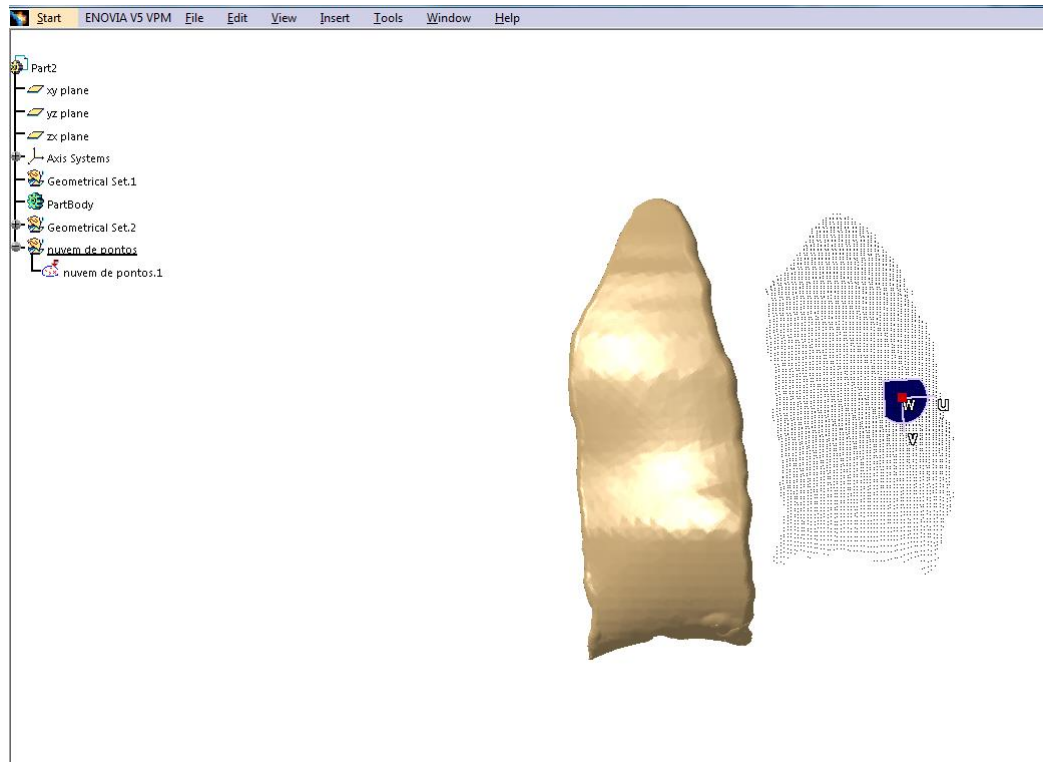 Start ENOVIA V5 VPM File Edit View Insert Tools Window Help
Part2
xy plane
yz plane
zx plane
Axis Systems
Geometrical Set.1
PartBody
Geometrical Set.2
nuvem de pontos
nuvem de pontos.1
w u
v